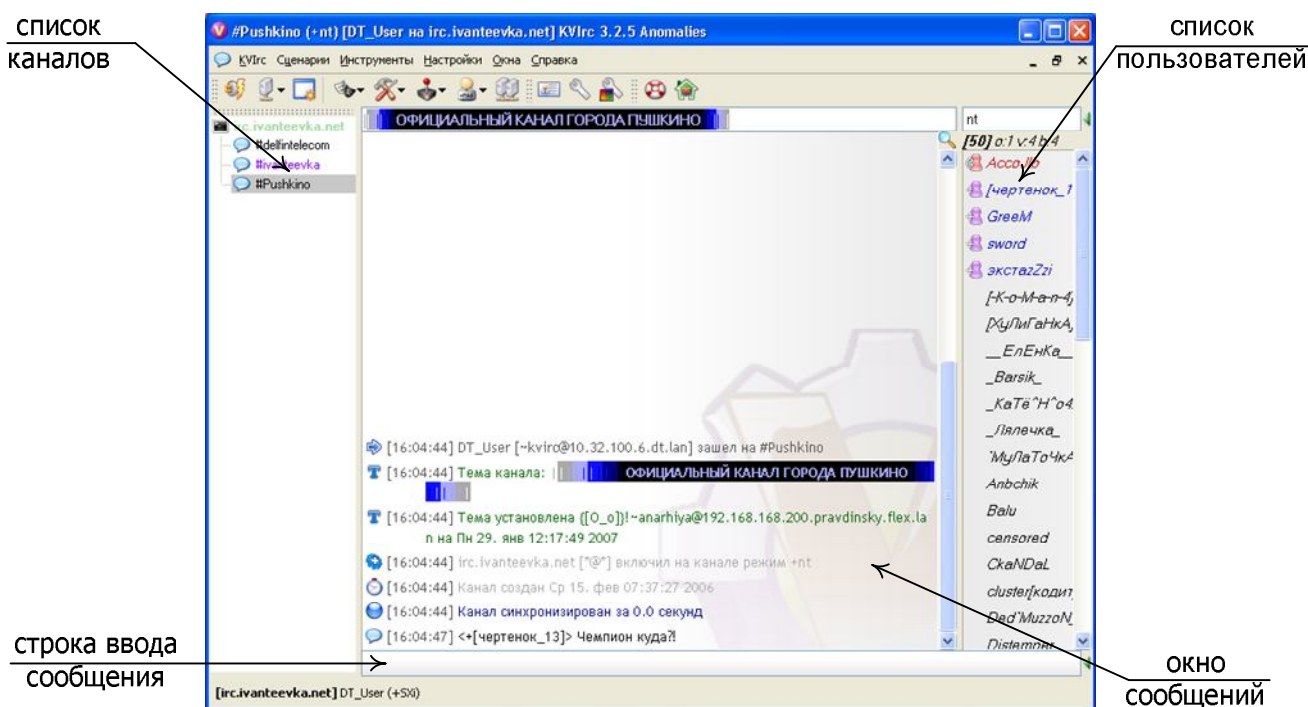 список
каналов
список
пользователей
#Pushkino (+nt) [DT_User на irc.ivanteevka.net] KVIrc 3.2.5 Anomalies
KVIrc Сценарии Инструменты Настройки Окна Справка
ОФИЦИАЛЬНЫЙ КАНАЛ ГОРОДА ПУШКИНО
nt
irc.ivanteevka.net
#delfintelecom
#ivanteevka
#Pushkino
[50] o:1 v:4 b:4
[чертенок_1
GreeM
sword
экстаzZzi
[-K-o-M-a-n-4]
[ХуЛиГаНкА]
__ЕлЕнКа__
_Barsik_
_КаТё^Н^о4
_Лялечка_
`МуЛаТоЧкА
Anbchik
Balu
censored
CkaNDaL
cluster[кодит]
Ded`MuzzoN_
Distemper
[16:04:44] DT_User [~kvirc@10.32.100.6.dt.lan] зашел на #Pushkino
[16:04:44] Тема канала: ОФИЦИАЛЬНЫЙ КАНАЛ ГОРОДА ПУШКИНО
[16:04:44] Тема установлена ([O_o])!~anarhiya@192.168.168.200.pravdinsky.flex.la
n на Пн 29. янв 12:17:49 2007
[16:04:44] irc.ivanteevka.net [*@*] включил на канале режим +nt
[16:04:44] Канал создан Ср 15. фев 07:37:27 2006
[16:04:44] Канал синхронизирован за 0.0 секунд
[16:04:47] <+[чертенок_13]> Чемпион куда?!
строка ввода
сообщения
окно
сообщений
[irc.ivanteevka.net] DT_User (+SXi)